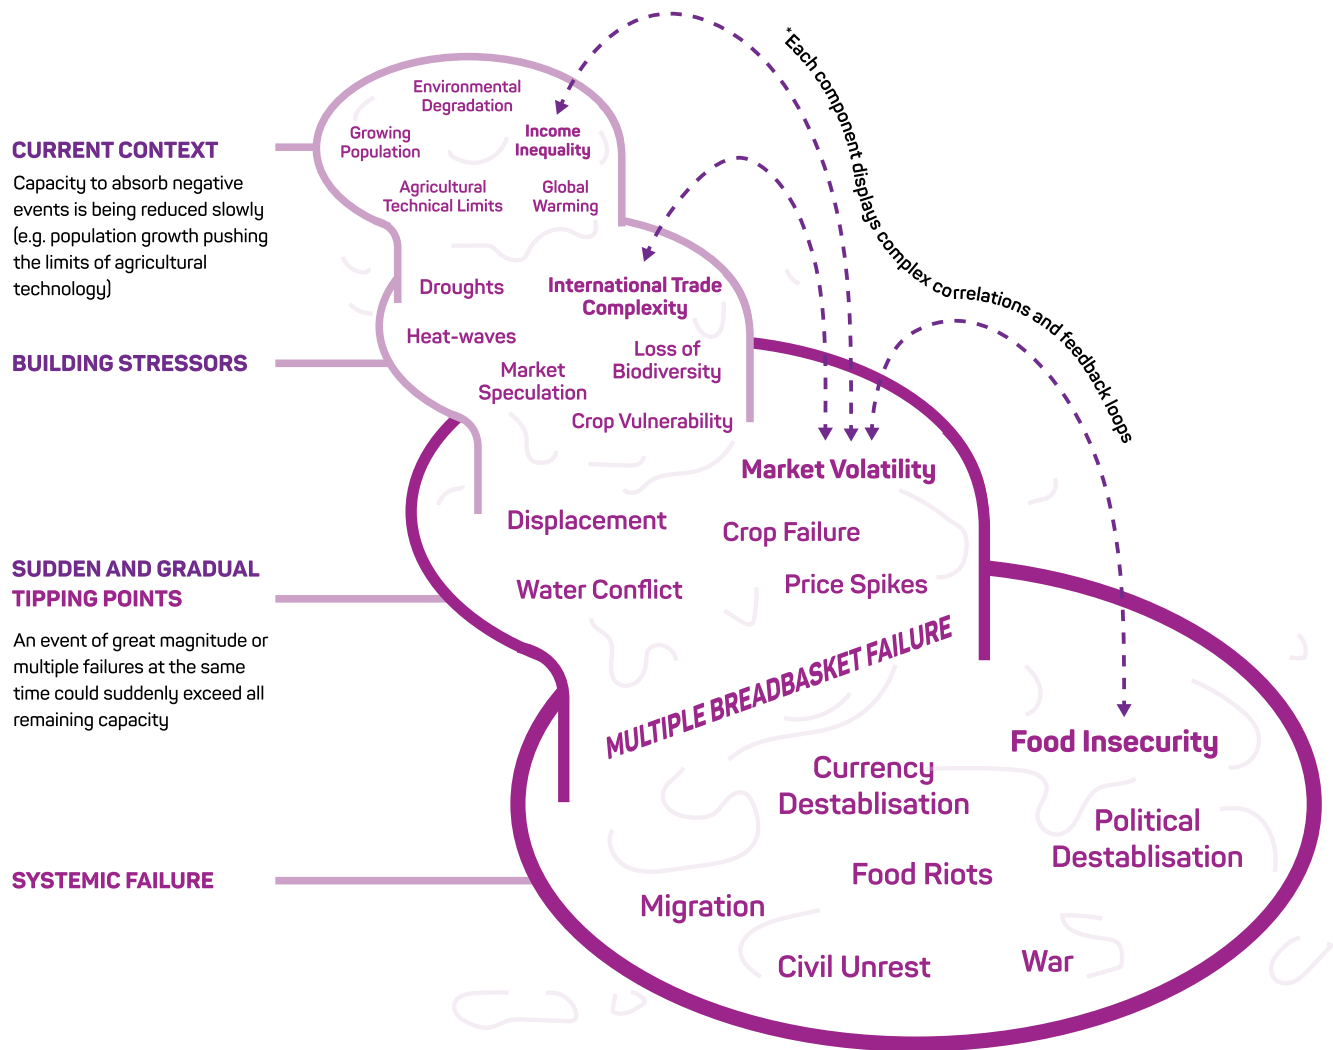 CURRENT CONTEXT
Capacity to absorb negative
events is being reduced slowly
(e.g. population growth pushing
the limits of agricultural
technology)
BUILDING STRESSORS
SUDDEN AND GRADUAL
TIPPING POINTS
An event of great magnitude or
multiple failures at the same
time could suddenly exceed all
remaining capacity
SYSTEMIC FAILURE
Environmental
Degradation
Growing
Population
Income
Inequality
Agricultural
Technical Limits
Global
Warming
Droughts
International Trade
Complexity
Heat-waves
Loss of
Biodiversity
Market
Speculation
Crop Vulnerability
Market Volatility
Displacement
Crop Failure
Water Conflict
Price Spikes
MULTIPLE BREADBASKET FAILURE
Food Insecurity
Currency
Destablisation
Political
Destablisation
Food Riots
Migration
Civil Unrest
War
*Each component displays complex correlations and feedback loops